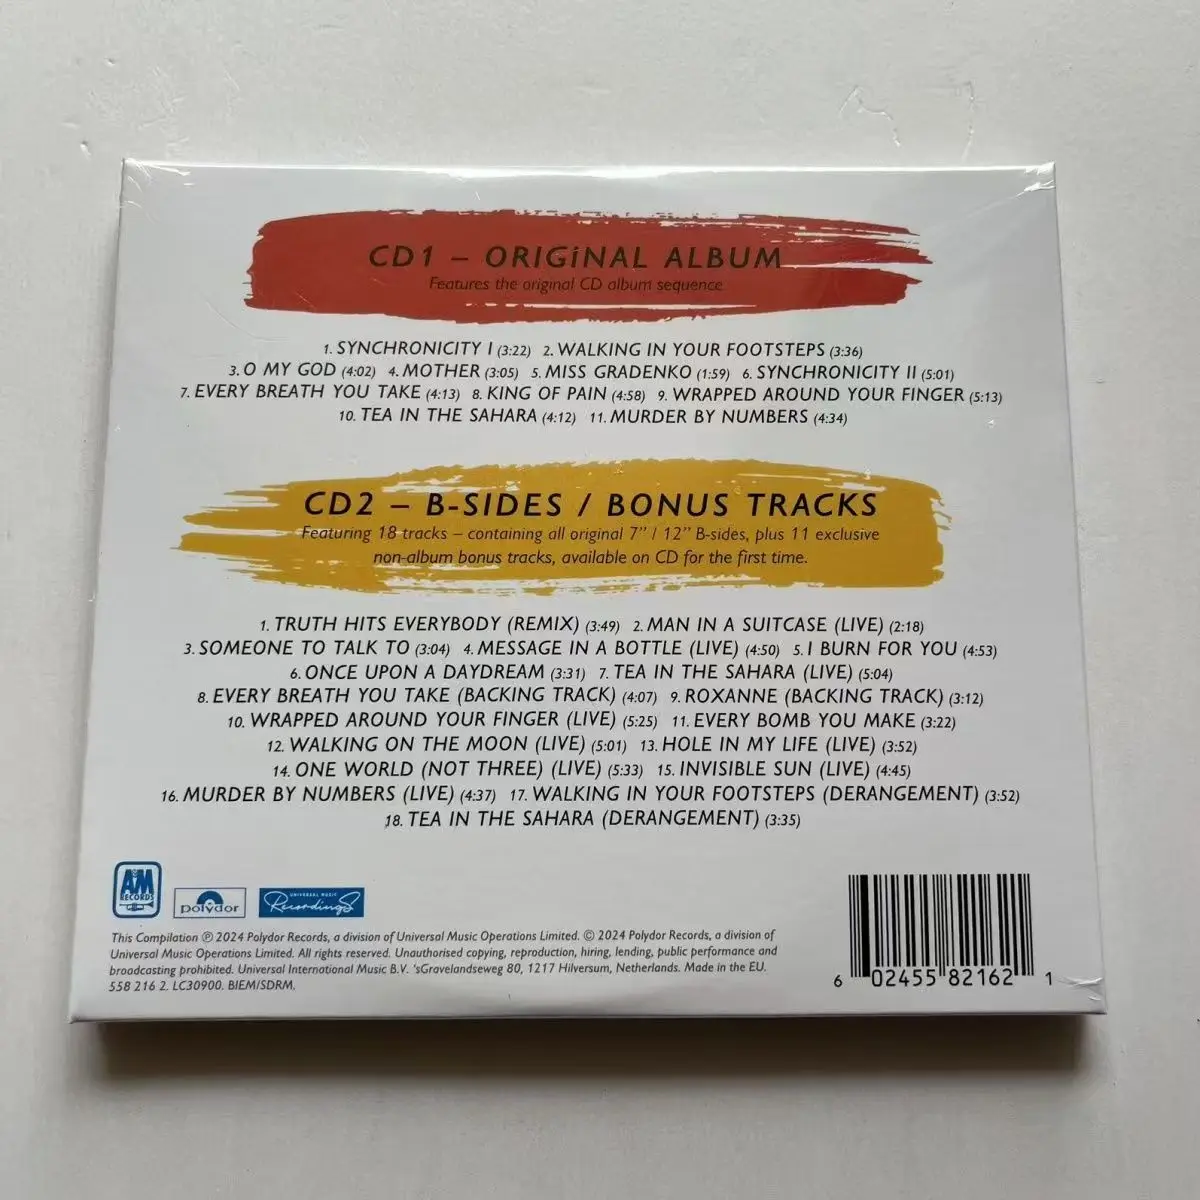 CD1 – ORIGiNAL ALBUM
Features the original CD album sequence
1. SYNCHRONICITY I (3:22) 2. WALKING IN YOUR FOOTSTEPS (3:36)
3. O MY GOD (4:02) 4. MOTHER (3:05) 5. MISS GRADENKO (1:59) 6. SYNCHRONICITY II (5:01)
7. EVERY BREATH YOU TAKE (4:13) 8. KING OF PAIN (4:58) 9. WRAPPED AROUND YOUR FINGER (5:13)
10. TEA IN THE SAHARA (4:12) 11. MURDER BY NUMBERS (4:34)
CD2 – B-SIDES / BONUS TRACKS
Featuring 18 tracks – containing all original 7” / 12” B-sides, plus 11 exclusive
non-album bonus tracks, available on CD for the first time.
1. TRUTH HITS EVERYBODY (REMIX) (3:49) 2. MAN IN A SUITCASE (LIVE) (2:18)
3. SOMEONE TO TALK TO (3:04) 4. MESSAGE IN A BOTTLE (LIVE) (4:50) 5. I BURN FOR YOU (4:53)
6. ONCE UPON A DAYDREAM (3:31) 7. TEA IN THE SAHARA (LIVE) (5:04)
8. EVERY BREATH YOU TAKE (BACKING TRACK) (4:07) 9. ROXANNE (BACKING TRACK) (3:12)
10. WRAPPED AROUND YOUR FINGER (LIVE) (5:25) 11. EVERY BOMB YOU MAKE (3:22)
12. WALKING ON THE MOON (LIVE) (5:01) 13. HOLE IN MY LIFE (LIVE) (3:52)
14. ONE WORLD (NOT THREE) (LIVE) (5:33) 15. INVISIBLE SUN (LIVE) (4:45)
16. MURDER BY NUMBERS (LIVE) (4:37) 17. WALKING IN YOUR FOOTSTEPS (DERANGEMENT) (3:52)
18. TEA IN THE SAHARA (DERANGEMENT) (3:35)
A&M RECORDS
polydor
UNIVERSAL MUSIC Recordings
This Compilation ℗ 2024 Polydor Records, a division of Universal Music Operations Limited. © 2024 Polydor Records, a division of
Universal Music Operations Limited. All rights reserved. Unauthorised copying, reproduction, hiring, lending, public performance and
broadcasting prohibited. Universal International Music B.V. 'sGravelandseweg 80, 1217 Hilversum, Netherlands. Made in the EU.
558 216 2. LC30900. BIEM/SDRM.
6 02455 82162 1